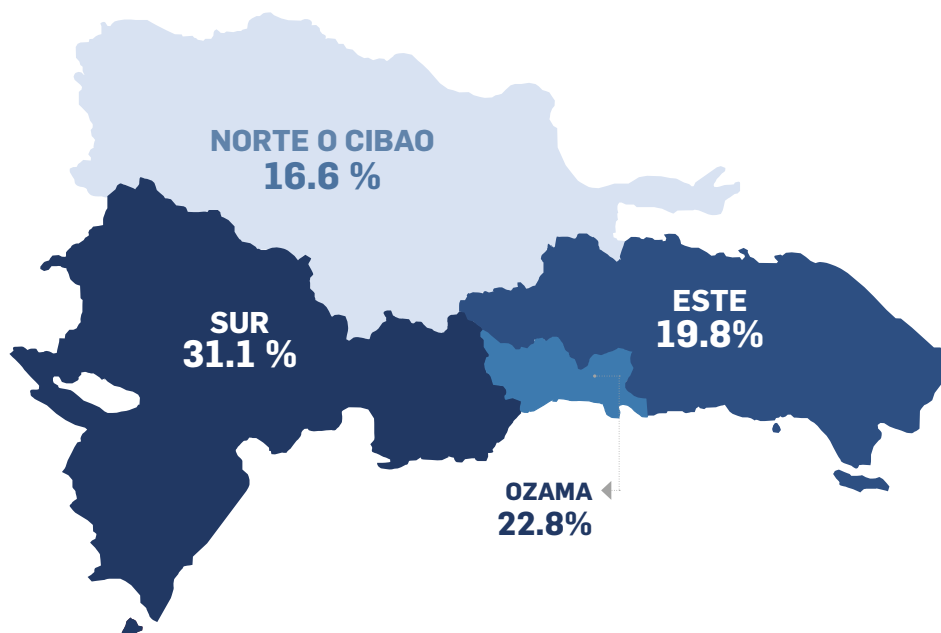 NORTE O CIBAO
16.6 %
SUR
31.1 %
ESTE
19.8%
OZAMA
22.8%